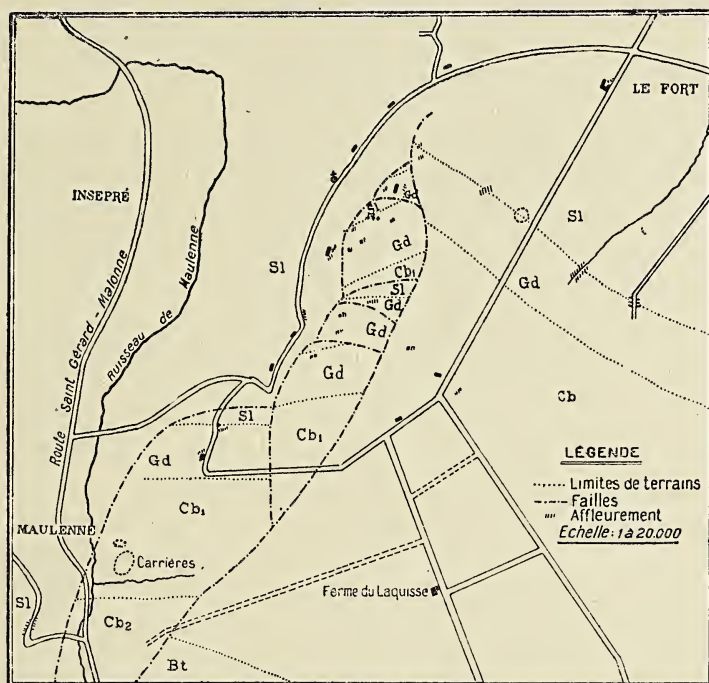 LE FORT
INSEPRÉ
Route Saint Gérard - Malonne
Ruisseau de Maulenne
Sl
Sl
Gd
Sl
Gd
Gd
Cb₁
Sl
Gd
Gd
Gd
Cb
Sl
Cb₁
Gd
Cb₁
LÉGENDE
Limites de terrains
Failles
Affleurement
Echelle: 1 à 20.000
MAULENNE
Carrières
Sl
Cb₂
Ferme du Laquisse
Bt